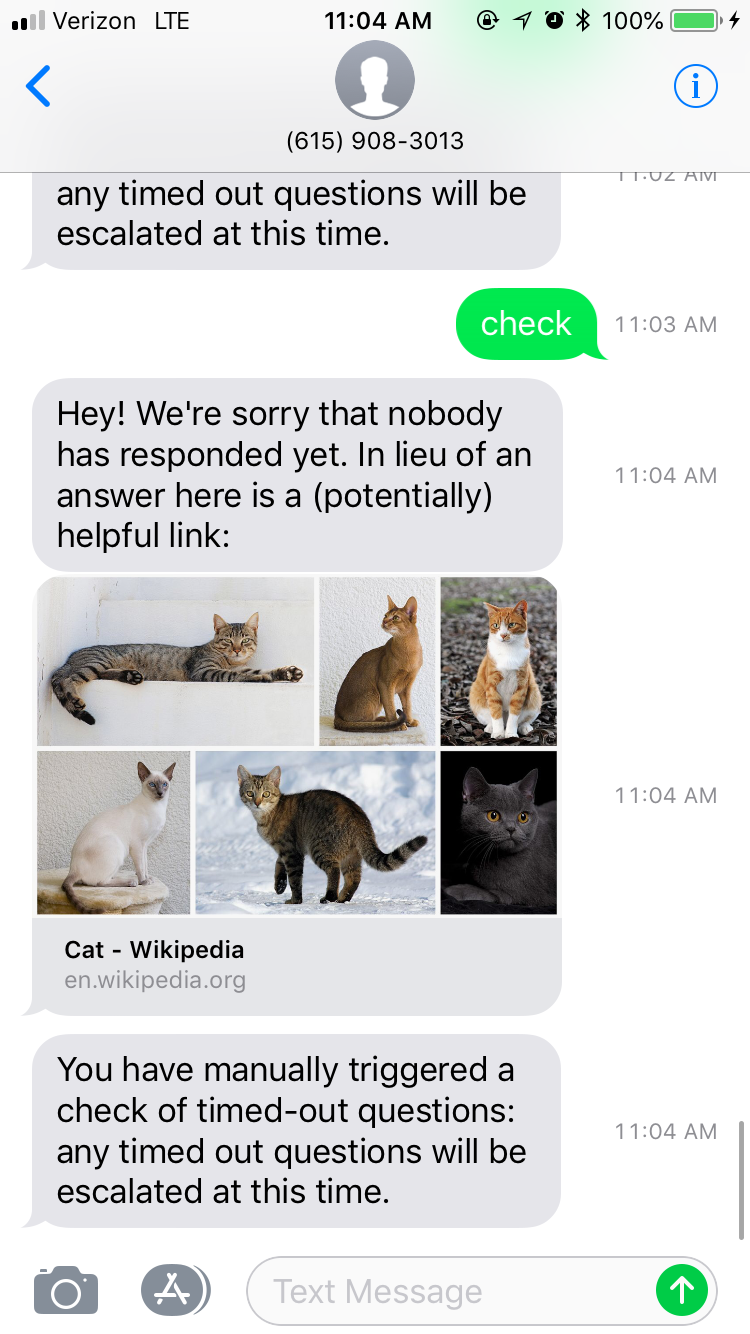 Verizon LTE 11:04 AM 100%
(615) 908-3013
11:02 AM
any timed out questions will be
escalated at this time.
check 11:03 AM
Hey! We're sorry that nobody
has responded yet. In lieu of an
11:04 AM
answer here is a (potentially)
helpful link:
11:04 AM
Cat - Wikipedia
en.wikipedia.org
You have manually triggered a
check of timed-out questions:
11:04 AM
any timed out questions will be
escalated at this time.
Text Message